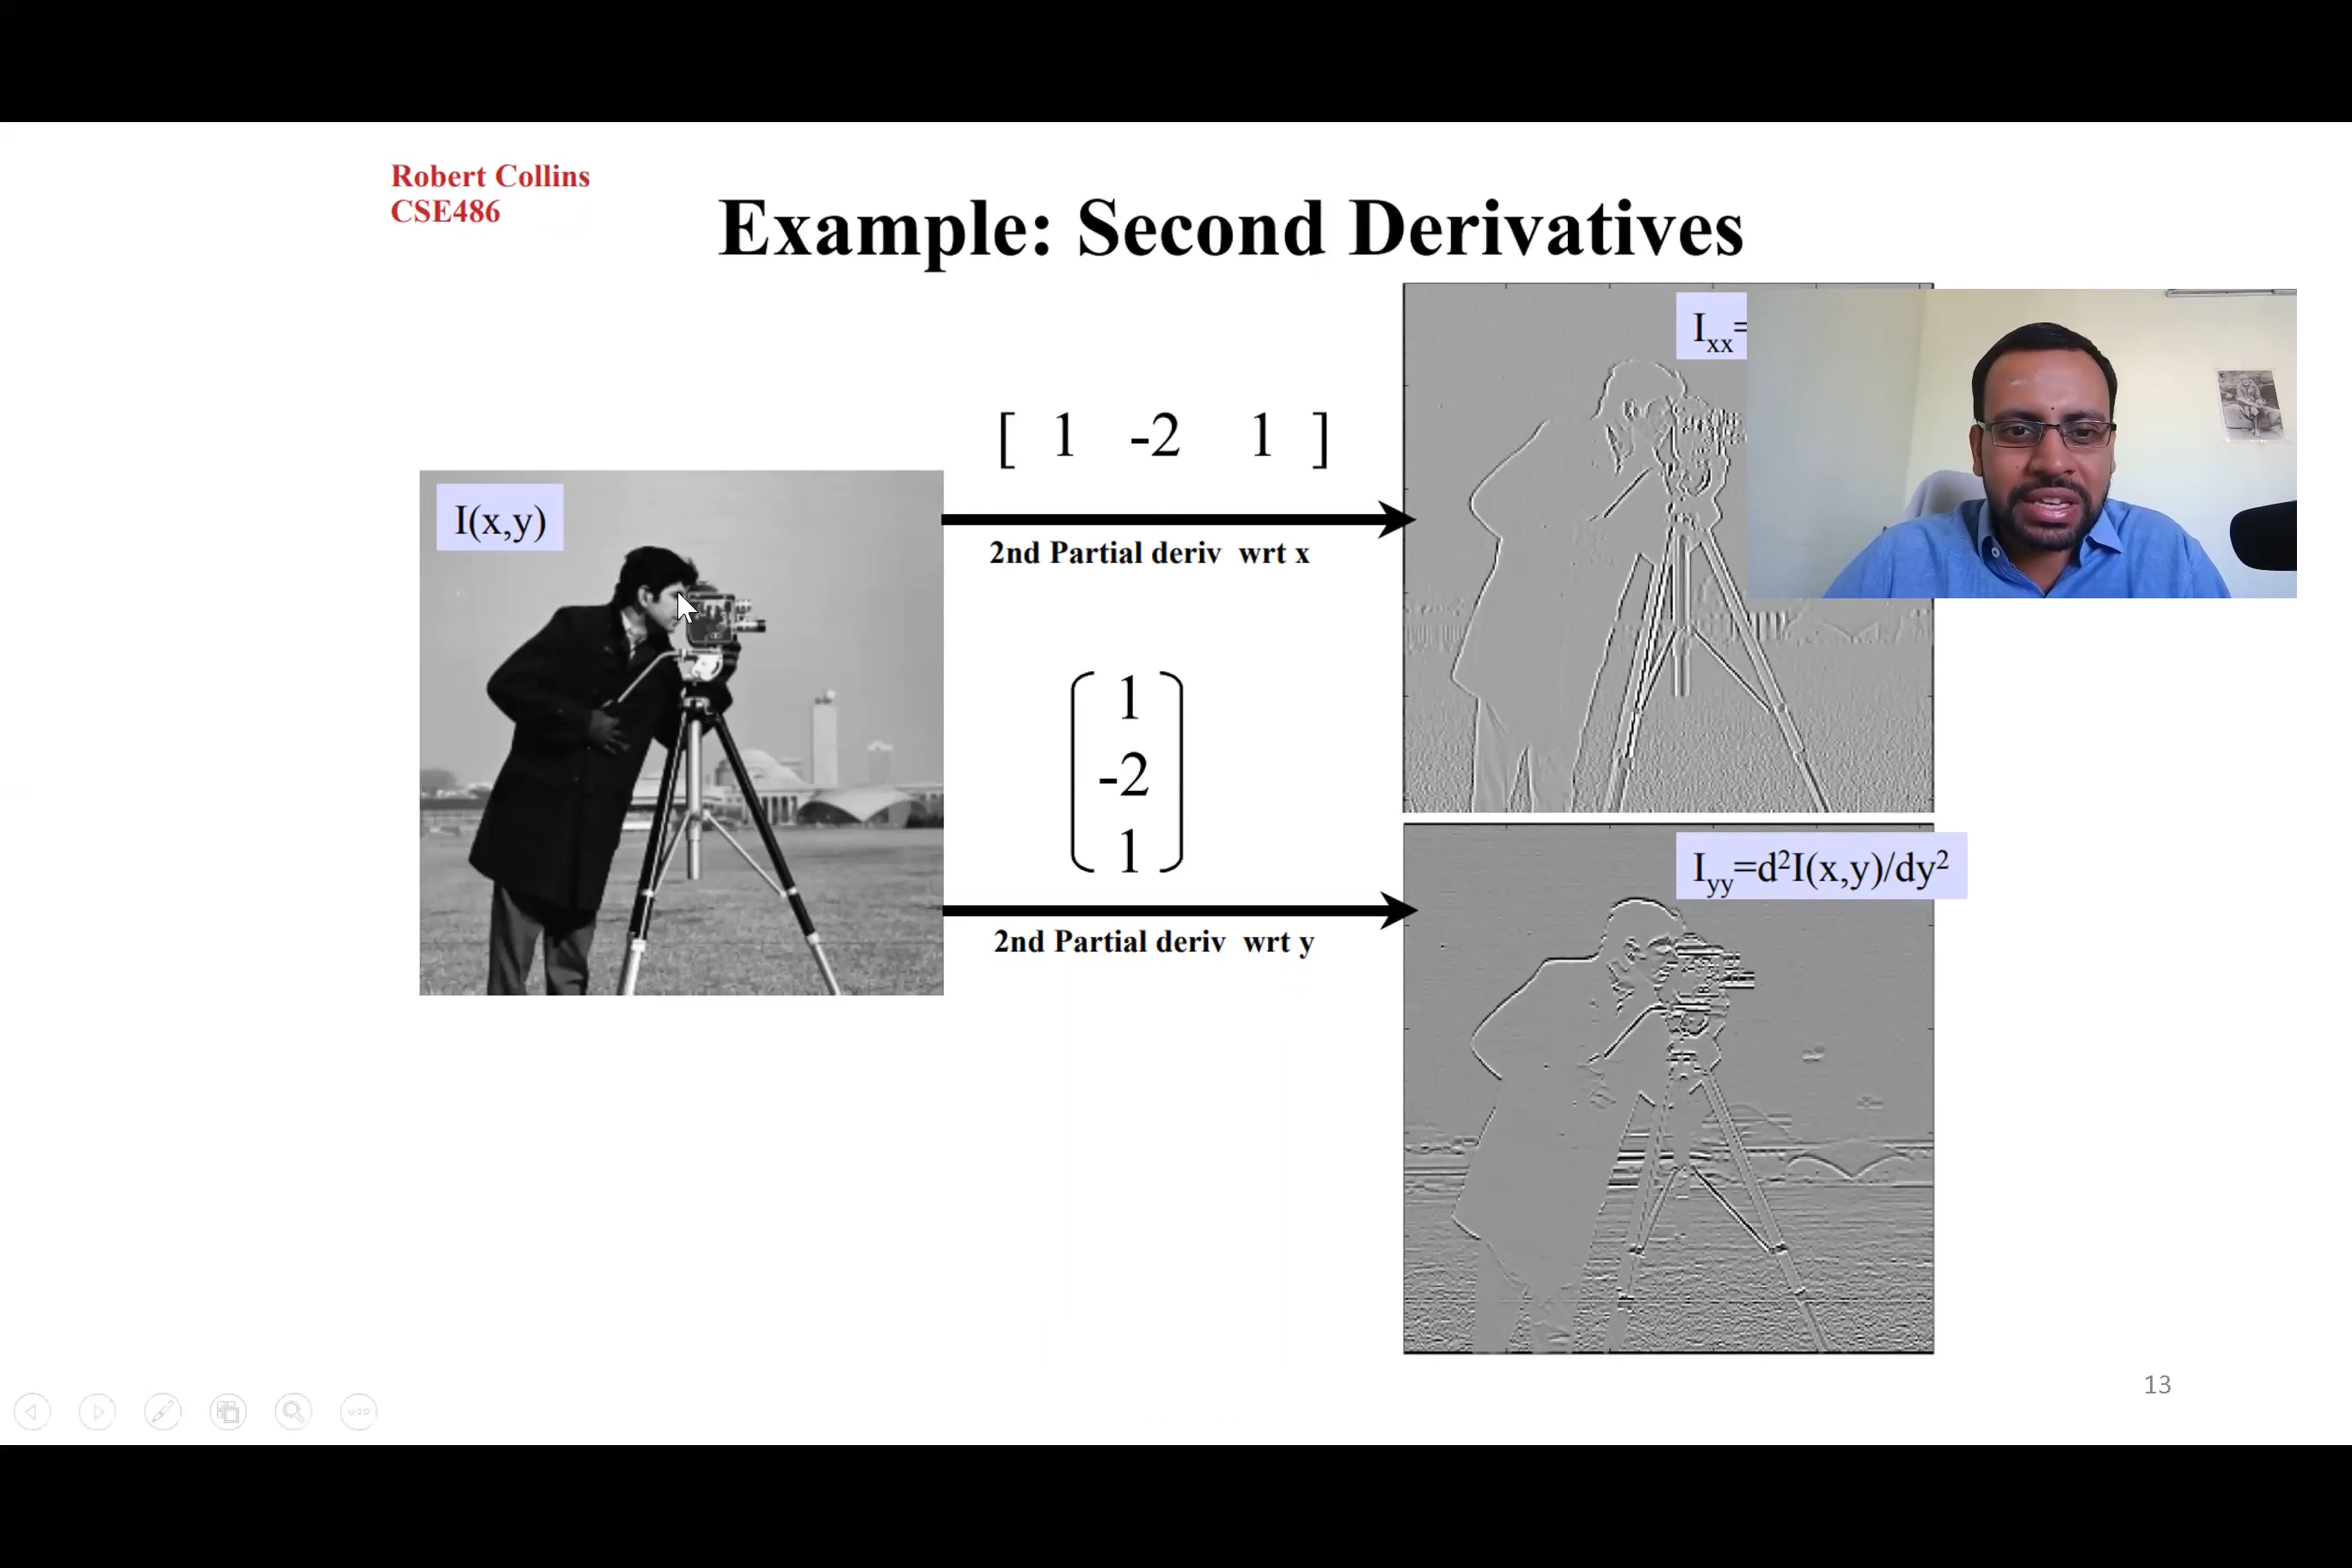 Robert Collins
CSE486
Example: Second Derivatives
Ixx=
[ 1 -2 1 ]
I(x,y)
2nd Partial deriv wrt x
1
-2
1
Iyy=d²I(x,y)/dy²
2nd Partial deriv wrt y
13